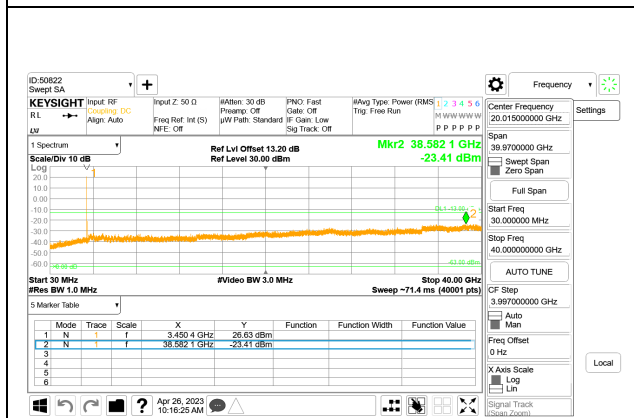 ID:50822
Swept SA
Frequency
KEYSIGHT
RL
LXI
Input: RF
Coupling: DC
Align: Auto
Input Z: 50 Ω
Freq Ref: Int (S)
NFE: Off
#Atten: 30 dB
Preamp: Off
µW Path: Standard
PNO: Fast
Gate: Off
IF Gain: Low
Sig Track: Off
#Avg Type: Power (RMS
Trig: Free Run
1 2 3 4 5 6
M W W W W W
P P P P P P
1 Spectrum
Scale/Div 10 dB
Ref Lvl Offset 13.20 dB
Ref Level 30.00 dBm
Mkr2 38.582 1 GHz
-23.41 dBm
Log
20.0
10.0
0.00
-10.0
-20.0
-30.0
-40.0
-50.0
-60.0
1
2
DL1 -13.00
Start 30 MHz
#Res BW 1.0 MHz
#Video BW 3.0 MHz
Stop 40.00 GHz
Sweep ~71.4 ms (40001 pts)
5 Marker Table
Mode Trace Scale X Y Function Function Width Function Value
1 N 1 f 3.450 4 GHz 26.63 dBm
2 N 1 f 38.582 1 GHz -23.41 dBm
3
4
5
6
Apr 26, 2023
10:16:25 AM
Center Frequency
20.015000000 GHz
Span
39.9700000 GHz
Swept Span
Zero Span
Full Span
Start Freq
30.000000 MHz
Stop Freq
40.000000000 GHz
AUTO TUNE
CF Step
3.997000000 GHz
Auto
Man
Freq Offset
0 Hz
X Axis Scale
Log
Lin
Signal Track
(Span Zoom)
Settings
Local